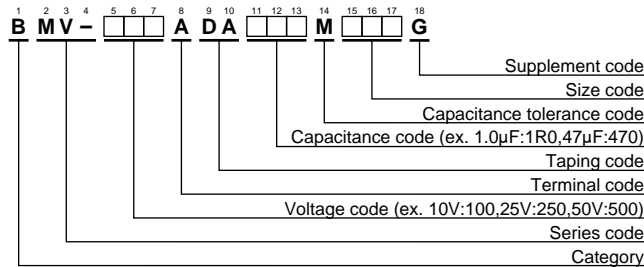 1 2 3 4 5 6 7 8 9 10 11 12 13 14 15 16 17 18
B M V – A D A M G
Supplement code
Size code
Capacitance tolerance code
Capacitance code (ex. 1.0µF:1R0,47µF:470)
Taping code
Terminal code
Voltage code (ex. 10V:100,25V:250,50V:500)
Series code
Category